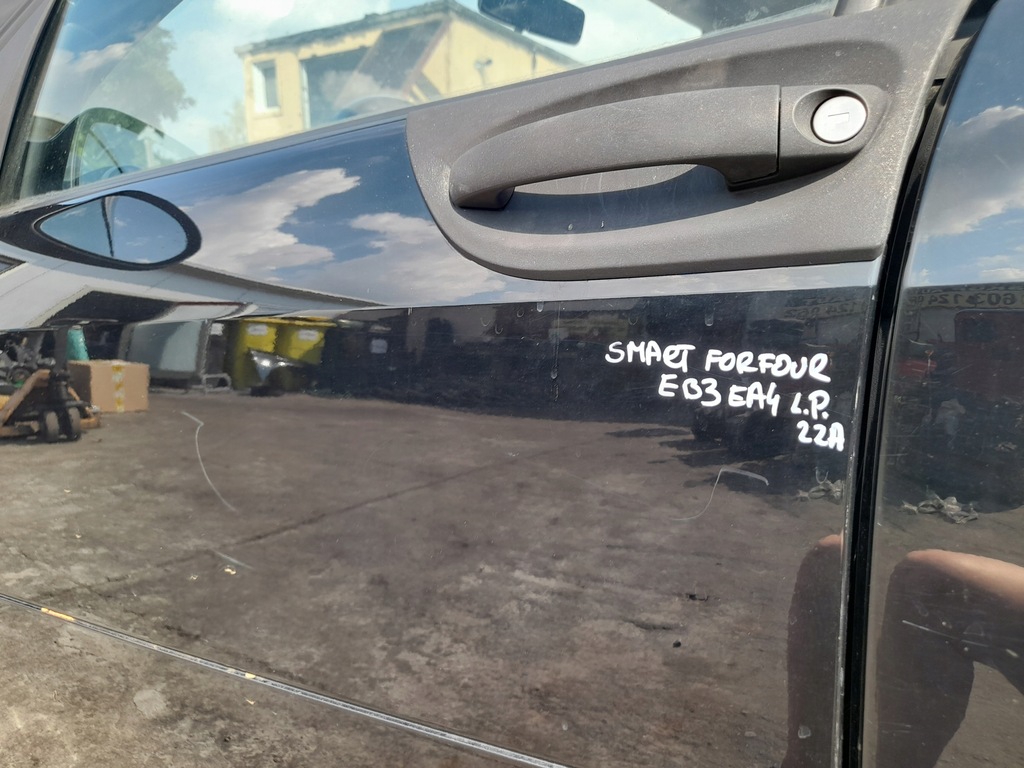 SMART FORFOUR
EB3 EA4 L.P.
22A